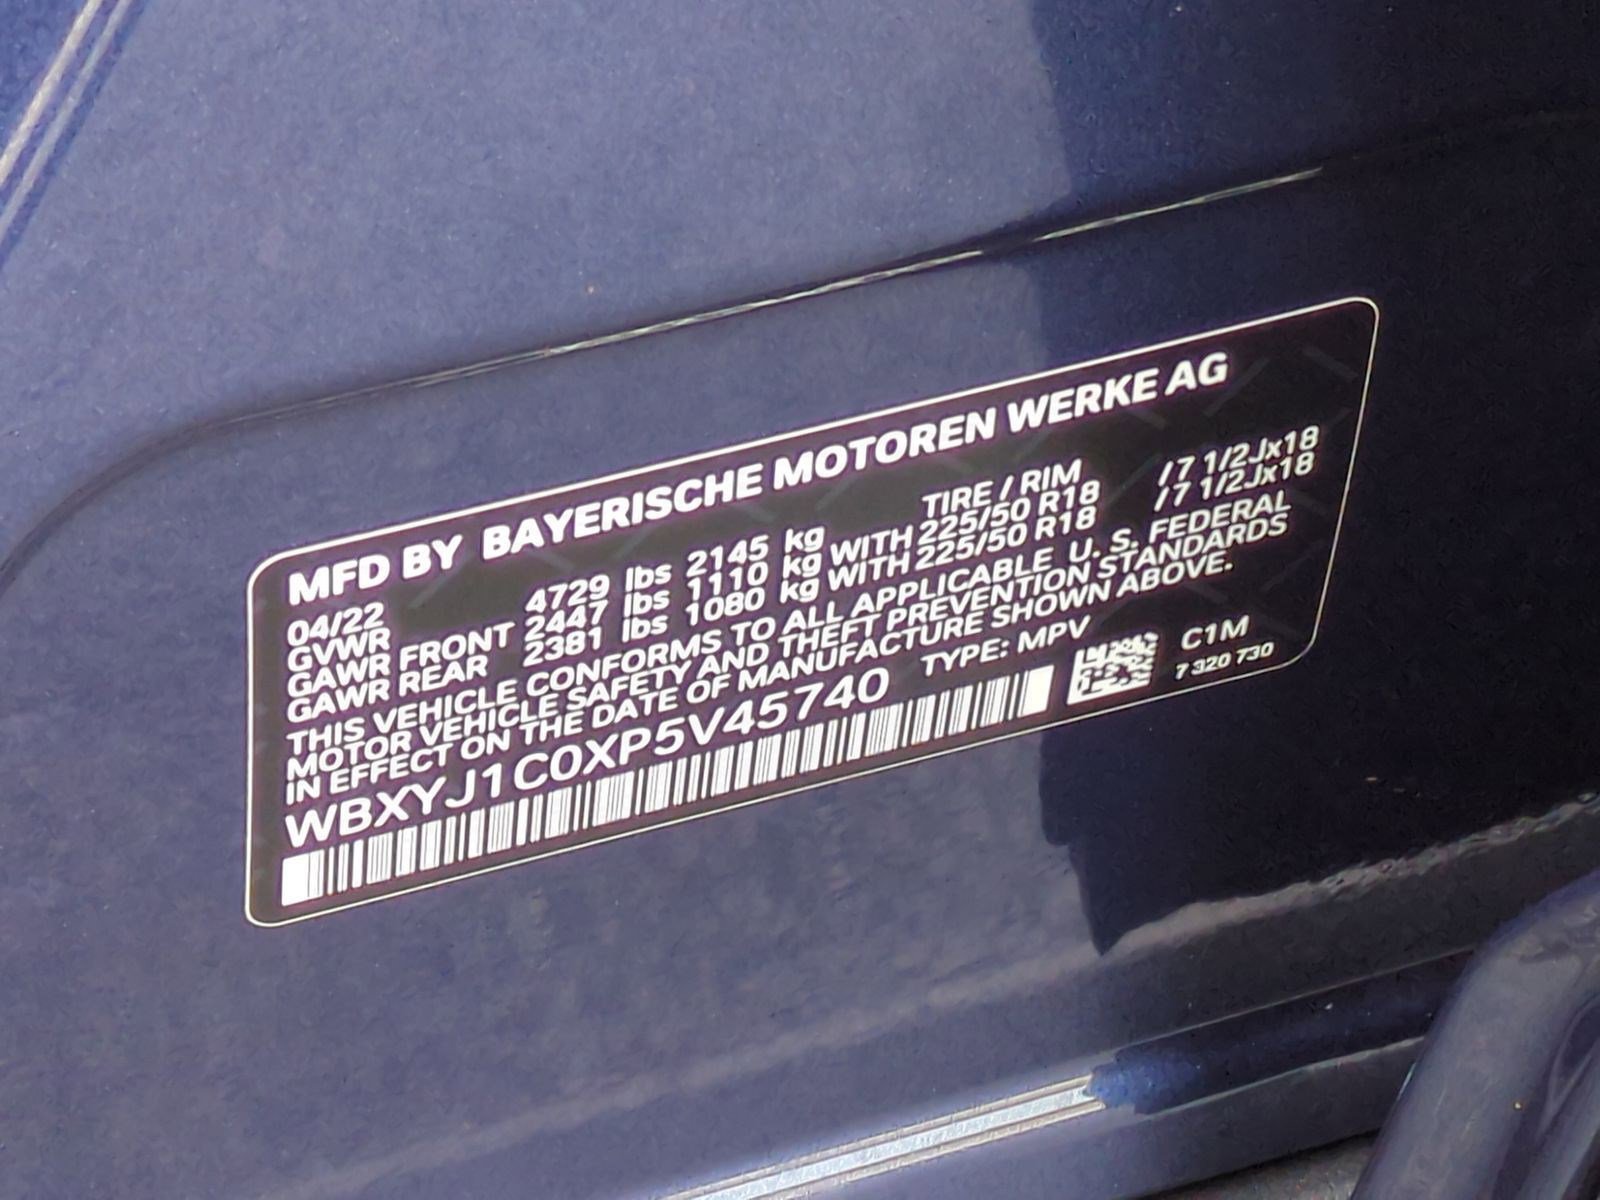 MFD BY BAYERISCHE MOTOREN WERKE AG
04/22 TIRE / RIM
GVWR 4729 lbs 2145 kg
GAWR FRONT 2447 lbs 1110 kg WITH 225/50 R18 / 7 1/2Jx18
GAWR REAR 2381 lbs 1080 kg WITH 225/50 R18 / 7 1/2Jx18
THIS VEHICLE CONFORMS TO ALL APPLICABLE U. S. FEDERAL
MOTOR VEHICLE SAFETY AND THEFT PREVENTION STANDARDS
IN EFFECT ON THE DATE OF MANUFACTURE SHOWN ABOVE.
WBXYJ1C0XP5V45740 TYPE: MPV
C1M
7 320 730